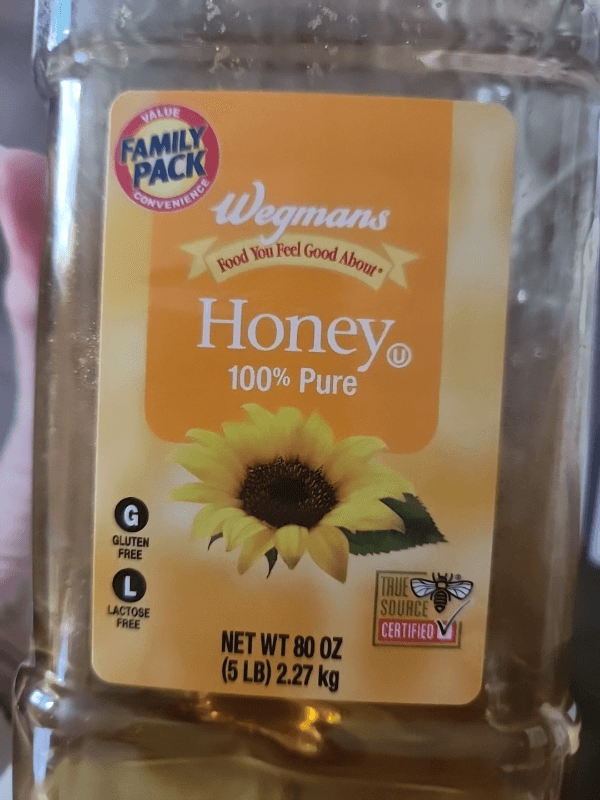 VALUE
FAMILY
PACK
CONVENIENCE
Wegmans
Food You Feel Good About®
Honey Ⓤ
100% Pure
G
GLUTEN
FREE
L
LACTOSE
FREE
TRUE
SOURCE
CERTIFIED
NET WT 80 OZ
(5 LB) 2.27 kg